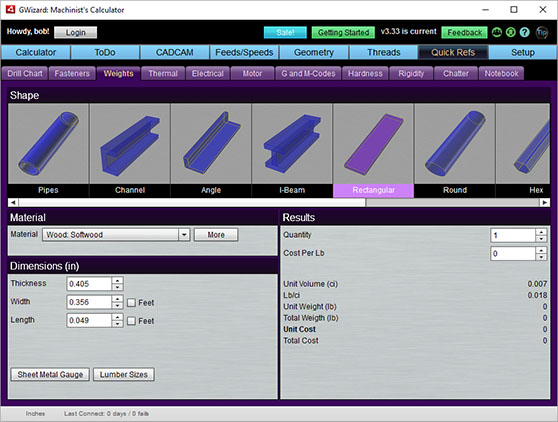 GWizard: Machinist's Calculator
Howdy, bob! Login Sale! Getting Started v3.33 is current Feedback ? Tip
Calculator ToDo CADCAM Feeds/Speeds Geometry Threads Quick Refs Setup
Drill Chart Fasteners Weights Thermal Electrical Motor G and M-Codes Hardness Rigidity Chatter Notebook
Shape
Pipes Channel Angle I-Beam Rectangular Round Hex
Material
Material Wood: Softwood More
Dimensions (in)
Thickness 0.405
Width 0.356 Feet
Length 0.049 Feet
Sheet Metal Gauge Lumber Sizes
Results
Quantity 1
Cost Per Lb 0
Unit Volume (ci) 0.007
Lb/ci 0.018
Unit Weight (lb) 0
Total Weigth (lb) 0
Unit Cost 0
Total Cost 0
Inches Last Connect: 0 days / 0 fails